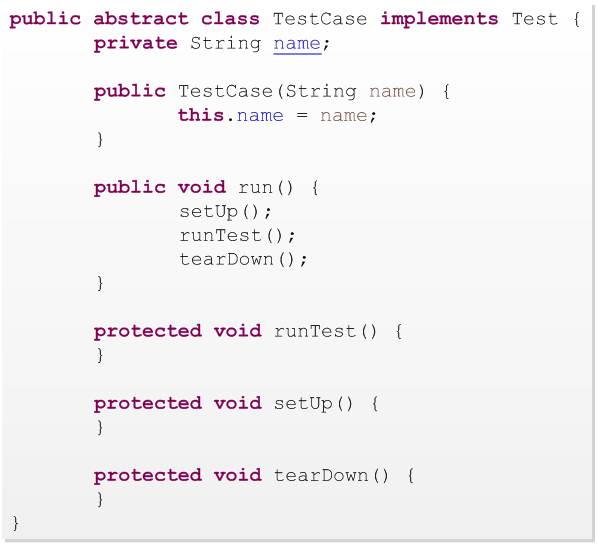 public abstract class TestCase implements Test {
private String name;
public TestCase(String name) {
this.name = name;
}
public void run() {
setUp();
runTest();
tearDown();
}
protected void runTest() {
}
protected void setUp() {
}
protected void tearDown() {
}
}